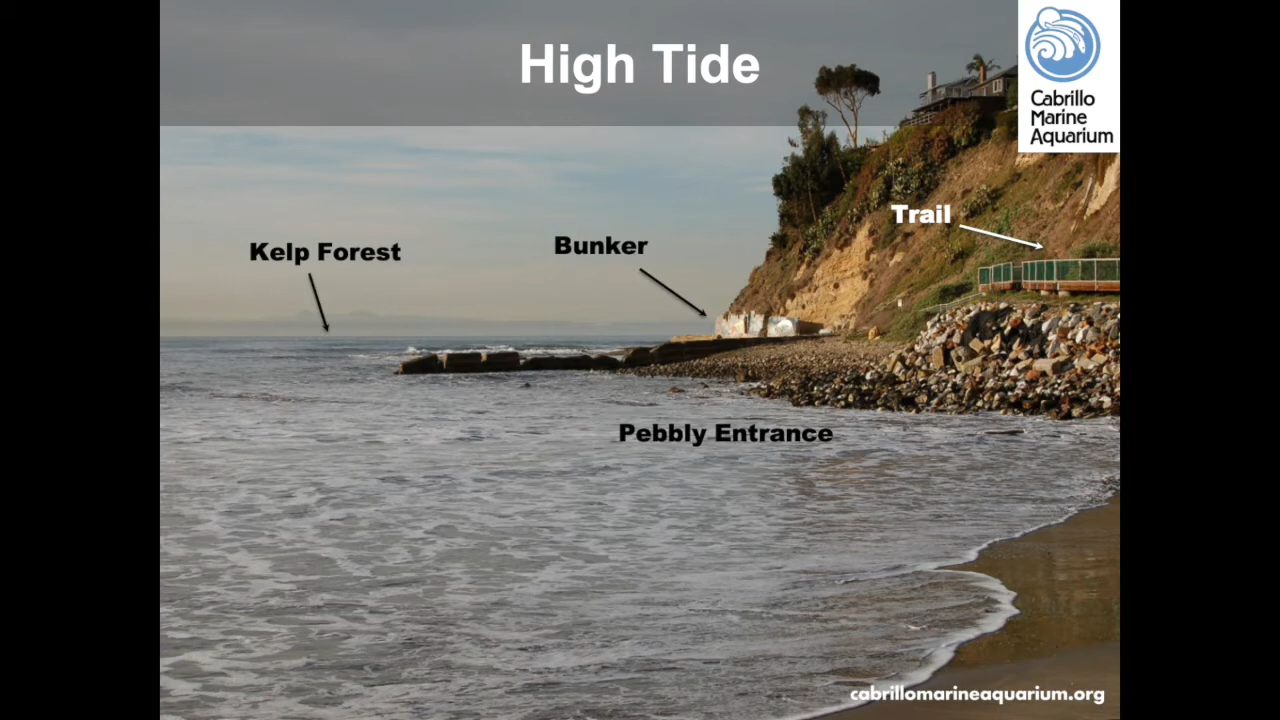 High Tide
Cabrillo
Marine
Aquarium
Trail
Kelp Forest
Bunker
Pebbly Entrance
cabrillomarineaquarium.org